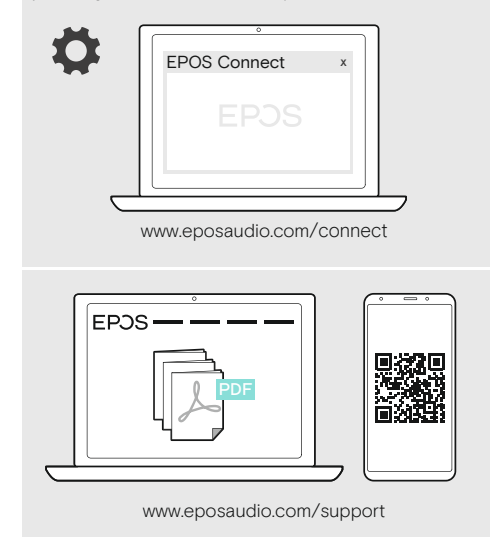 EPOS Connect x
EPOS
www.eposaudio.com/connect
EPOS
PDF
www.eposaudio.com/support